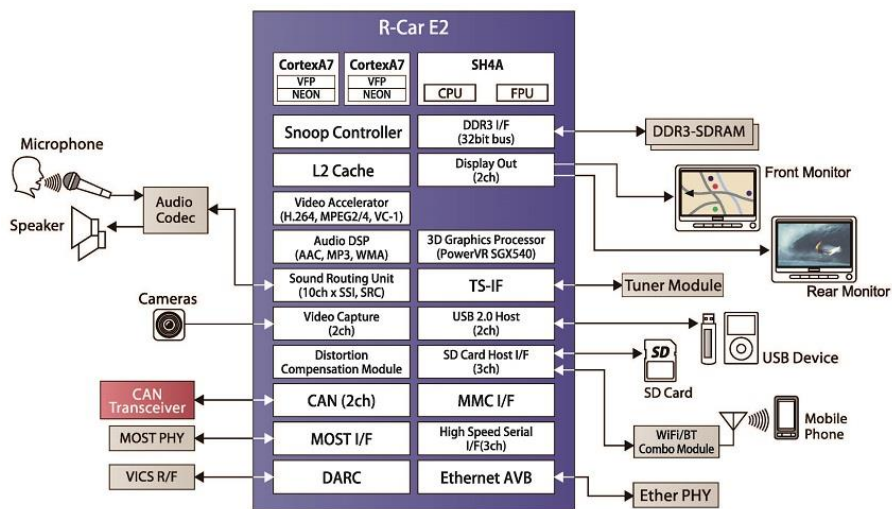 R-Car E2
CortexA7
VFP
NEON
CortexA7
VFP
NEON
SH4A
CPU
FPU
Snoop Controller
DDR3 I/F
(32bit bus)
L2 Cache
Display Out
(2ch)
Video Accelerator
(H.264, MPEG2/4, VC-1)
Audio DSP
(AAC, MP3, WMA)
3D Graphics Processor
(PowerVR SGX540)
Sound Routing Unit
(10ch x SSI, SRC)
TS-IF
Video Capture
(2ch)
USB 2.0 Host
(2ch)
Distortion
Compensation Module
SD Card Host I/F
(3ch)
CAN (2ch)
MMC I/F
MOST I/F
High Speed Serial
I/F(3ch)
DARC
Ethernet AVB
Microphone
Speaker
Audio
Codec
Cameras
CAN
Transceiver
MOST PHY
VICS R/F
DDR3-SDRAM
Front Monitor
Rear Monitor
Tuner Module
USB Device
SD
SD Card
WiFi/BT
Combo Module
Mobile
Phone
Ether PHY